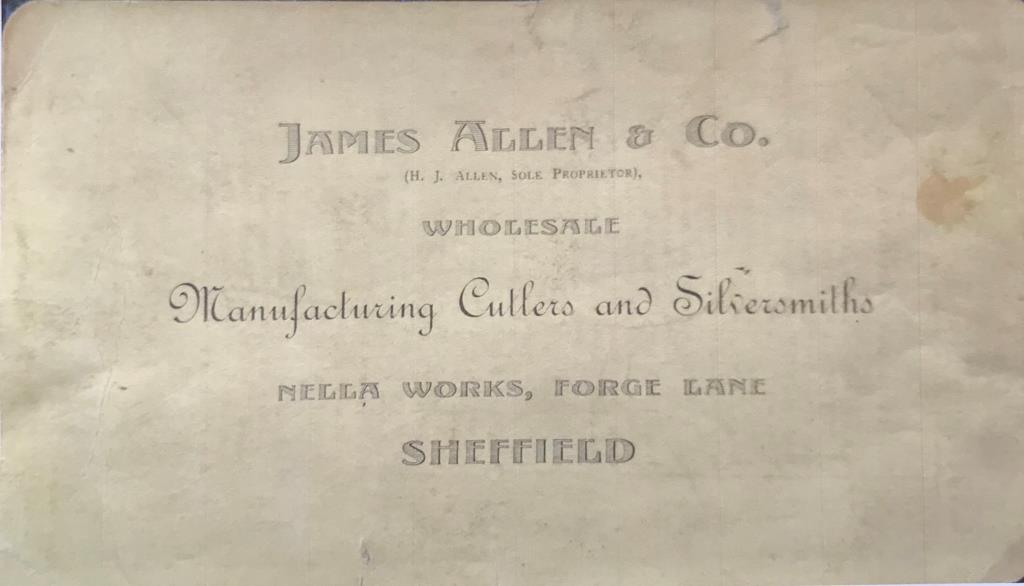 JAMES ALLEN & CO.
(H. J. ALLEN, SOLE PROPRIETOR),
WHOLESALE
Manufacturing Cutlers and Silversmiths
NELLA WORKS, FORGE LANE
SHEFFIELD